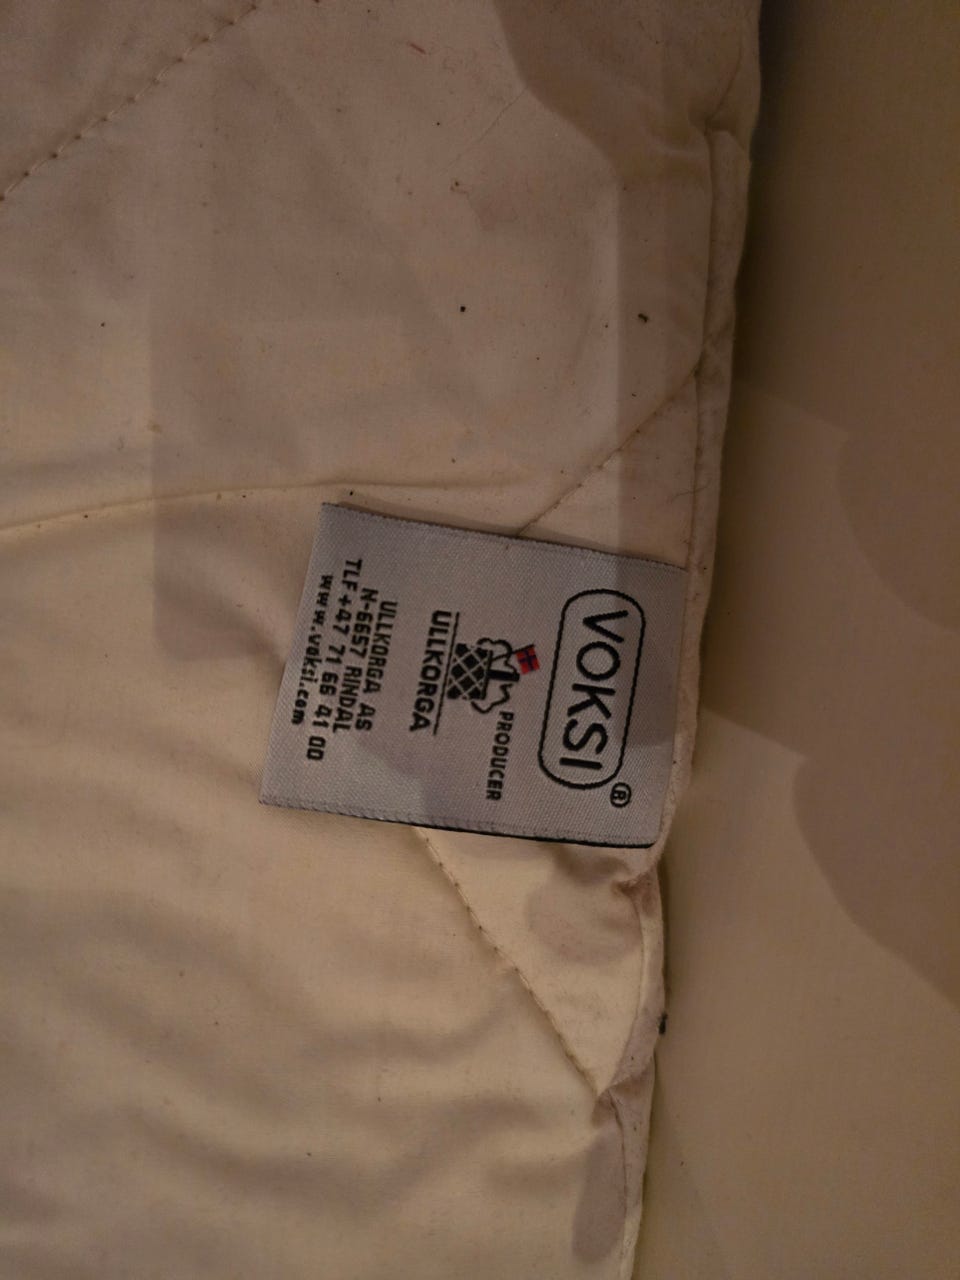 VOKSI®
PRODUCER
ULLKORGA
ULLKORGA AS
N-6657 RINDAL
TLF +47 71 66 41 00
www.voksi.com